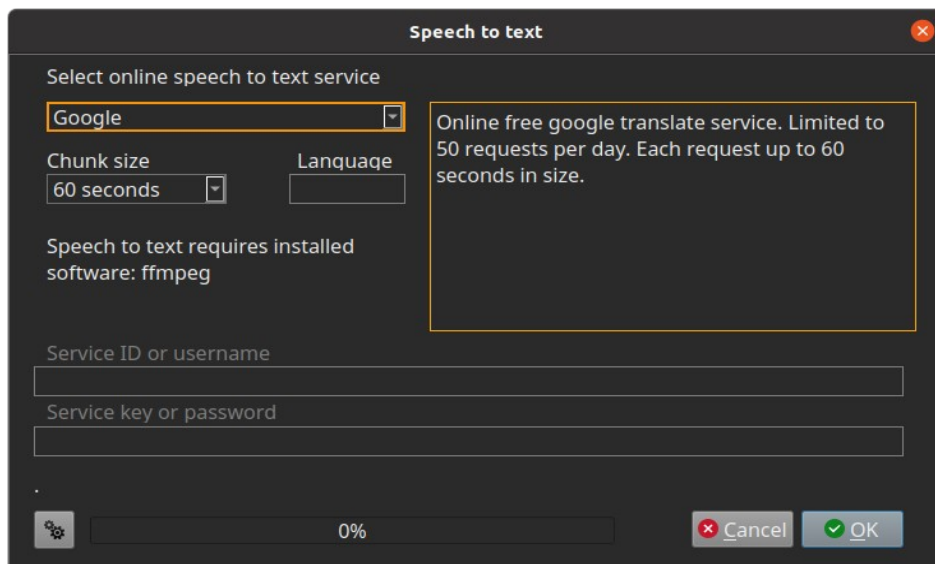 Speech to text
Select online speech to text service
Google
Online free google translate service. Limited to
50 requests per day. Each request up to 60
seconds in size.
Chunk size
Language
60 seconds
Speech to text requires installed
software: ffmpeg
Service ID or username
Service key or password
.
0%
Cancel
OK